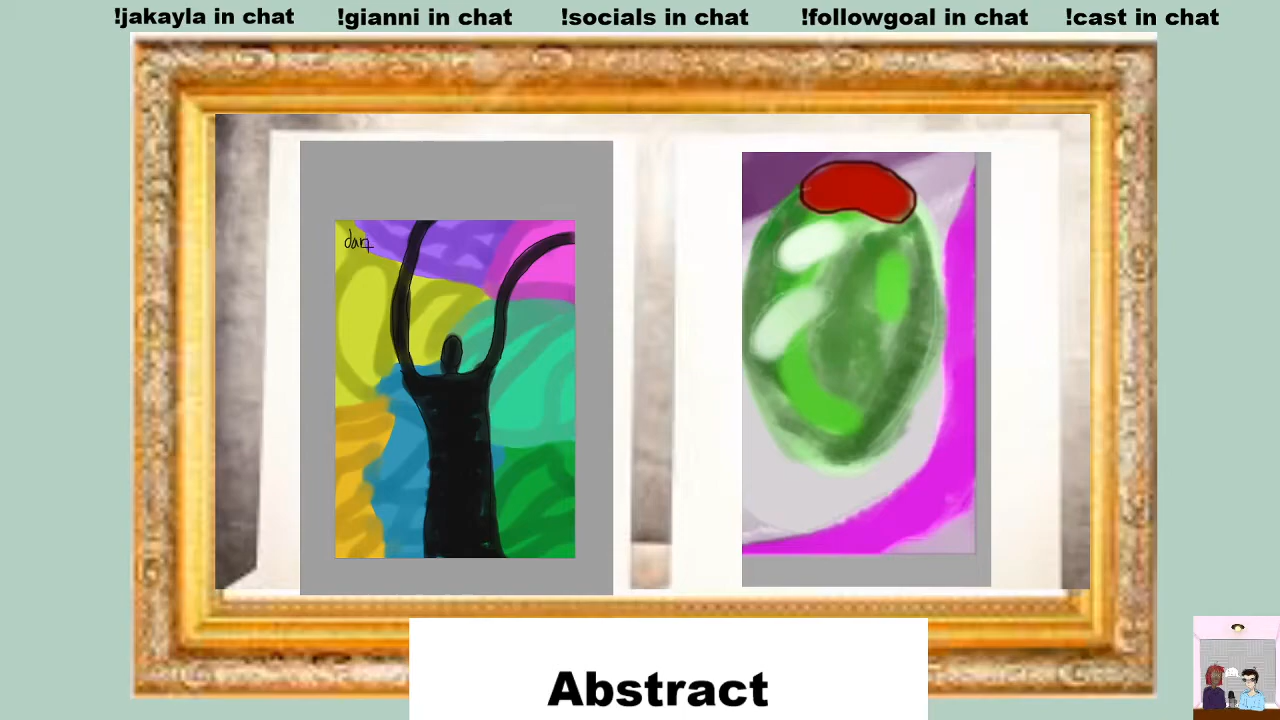 !jakayla in chat !gianni in chat !socials in chat !followgoal in chat !cast in chat
Abstract